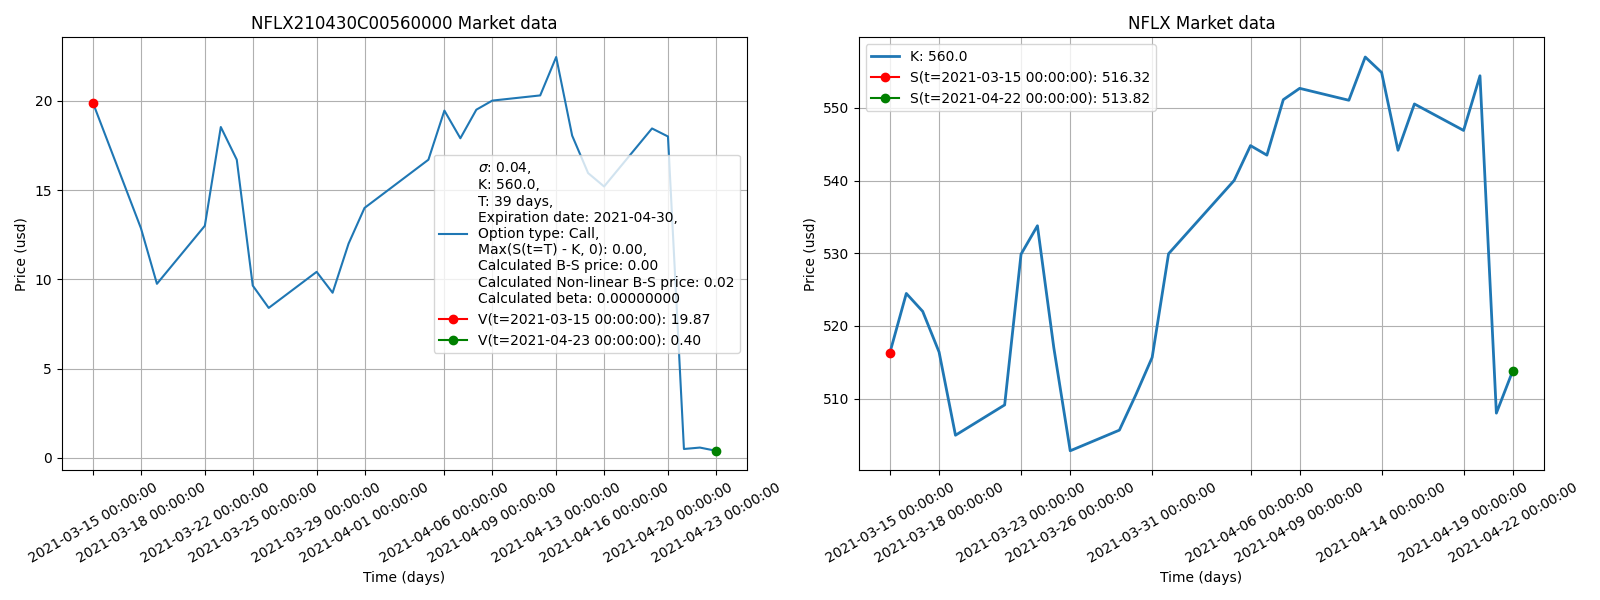 NFLX210430C00560000 Market data
Price (usd)
20
15
10
5
0
σ: 0.04,
K: 560.0,
T: 39 days,
Expiration date: 2021-04-30,
Option type: Call,
Max(S(t=T) - K, 0): 0.00,
Calculated B-S price: 0.00
Calculated Non-linear B-S price: 0.02
Calculated beta: 0.00000000
V(t=2021-03-15 00:00:00): 19.87
V(t=2021-04-23 00:00:00): 0.40
2021-03-15 00:00:00
2021-03-18 00:00:00
2021-03-22 00:00:00
2021-03-25 00:00:00
2021-03-29 00:00:00
2021-04-01 00:00:00
2021-04-06 00:00:00
2021-04-09 00:00:00
2021-04-13 00:00:00
2021-04-16 00:00:00
2021-04-20 00:00:00
2021-04-23 00:00:00
Time (days)
NFLX Market data
Price (usd)
550
540
530
520
510
K: 560.0
S(t=2021-03-15 00:00:00): 516.32
S(t=2021-04-22 00:00:00): 513.82
2021-03-15 00:00:00
2021-03-18 00:00:00
2021-03-23 00:00:00
2021-03-26 00:00:00
2021-03-31 00:00:00
2021-04-06 00:00:00
2021-04-09 00:00:00
2021-04-14 00:00:00
2021-04-19 00:00:00
2021-04-22 00:00:00
Time (days)